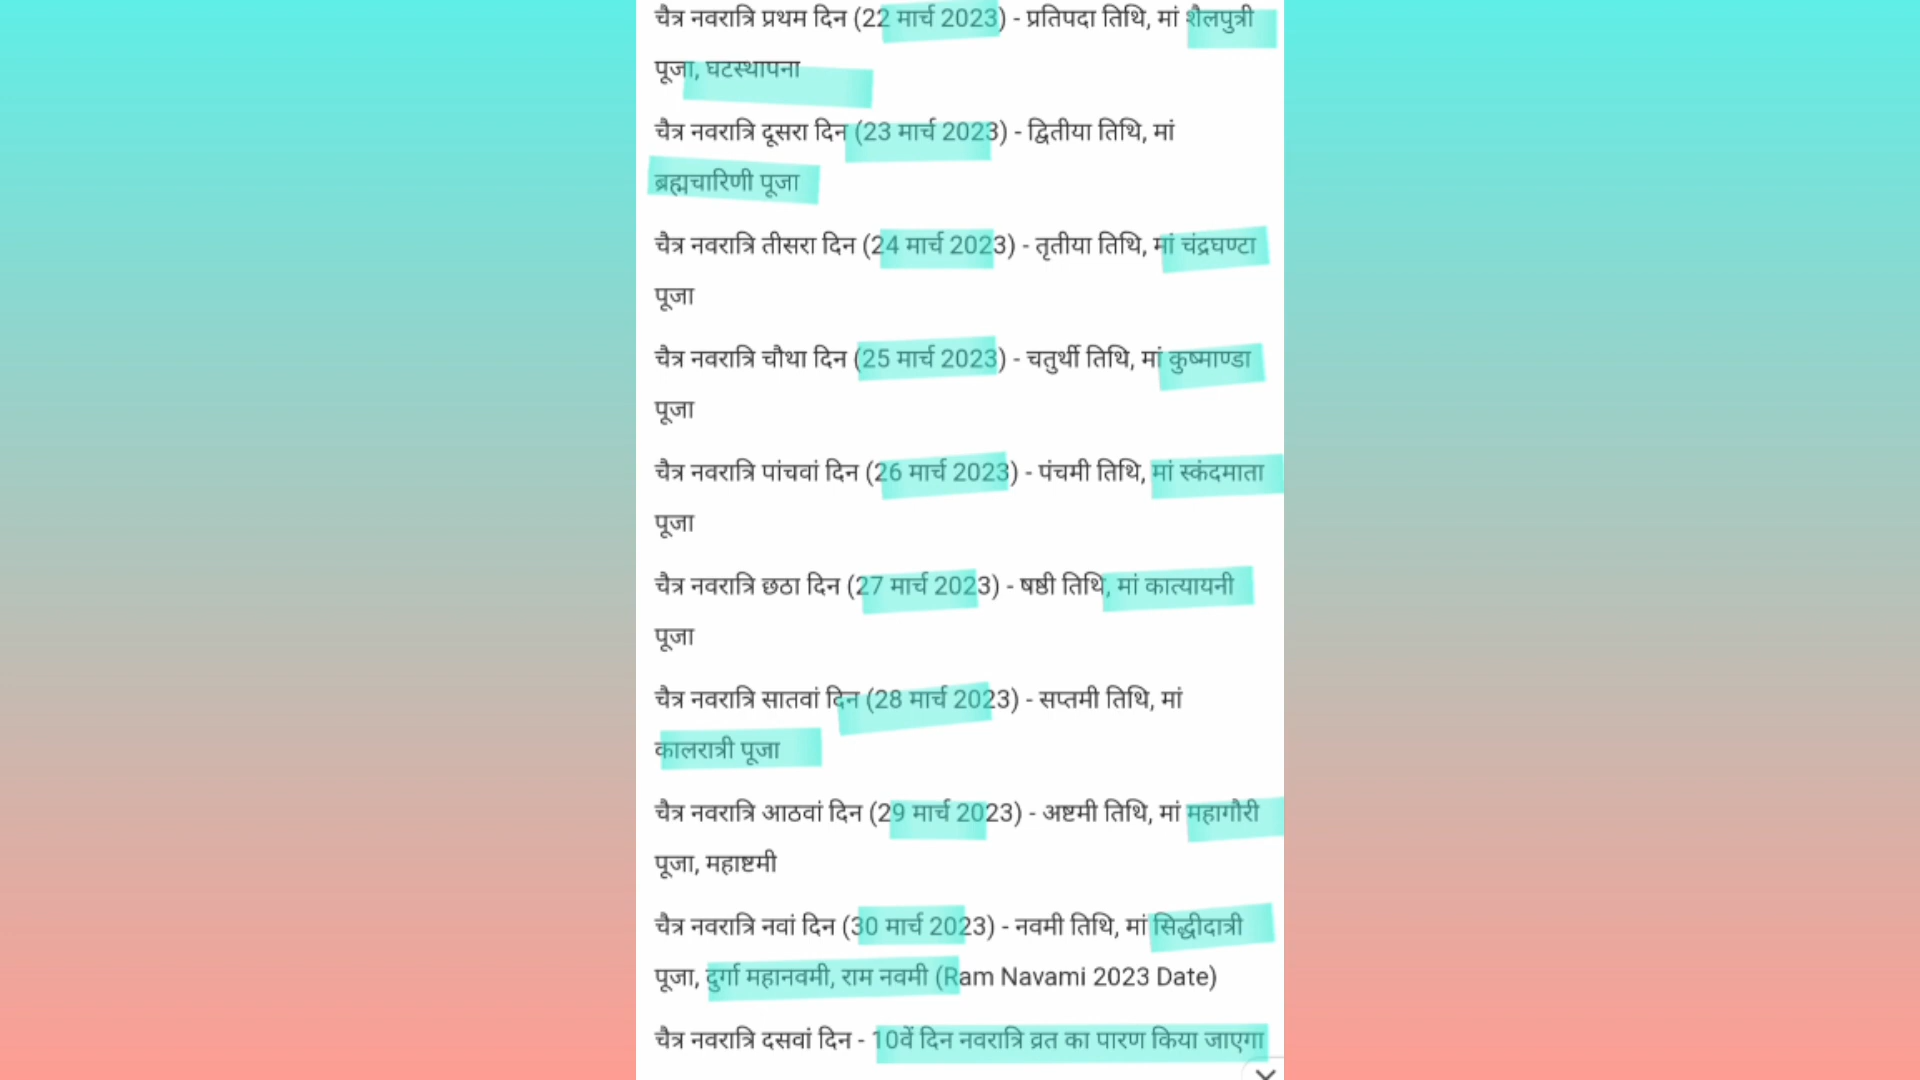 चैत्र नवरात्रि प्रथम दिन (22 मार्च 2023) - प्रतिपदा तिथि, मां शैलपुत्री
पूजा, घटस्थापना
चैत्र नवरात्रि दूसरा दिन (23 मार्च 2023) - द्वितीया तिथि, मां
ब्रह्मचारिणी पूजा
चैत्र नवरात्रि तीसरा दिन (24 मार्च 2023) - तृतीया तिथि, मां चंद्रघण्टा
पूजा
चैत्र नवरात्रि चौथा दिन (25 मार्च 2023) - चतुर्थी तिथि, मां कुष्माण्डा
पूजा
चैत्र नवरात्रि पांचवां दिन (26 मार्च 2023) - पंचमी तिथि, मां स्कंदमाता
पूजा
चैत्र नवरात्रि छठा दिन (27 मार्च 2023) - षष्ठी तिथि, मां कात्यायनी
पूजा
चैत्र नवरात्रि सातवां दिन (28 मार्च 2023) - सप्तमी तिथि, मां
कालरात्री पूजा
चैत्र नवरात्रि आठवां दिन (29 मार्च 2023) - अष्टमी तिथि, मां महागौरी
पूजा, महाष्टमी
चैत्र नवरात्रि नवां दिन (30 मार्च 2023) - नवमी तिथि, मां सिद्धीदात्री
पूजा, दुर्गा महानवमी, राम नवमी (Ram Navami 2023 Date)
चैत्र नवरात्रि दसवां दिन - 10वें दिन नवरात्रि व्रत का पारण किया जाएगा